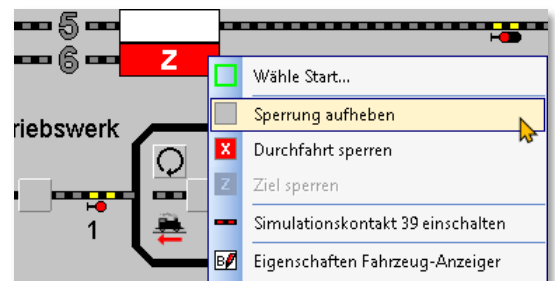 5
6
Z
Wähle Start...
Sperrung aufheben
X Durchfahrt sperren
Z Ziel sperren
Simulationskontakt 39 einschalten
B Eigenschaften Fahrzeug-Anzeiger
riebswerk
1